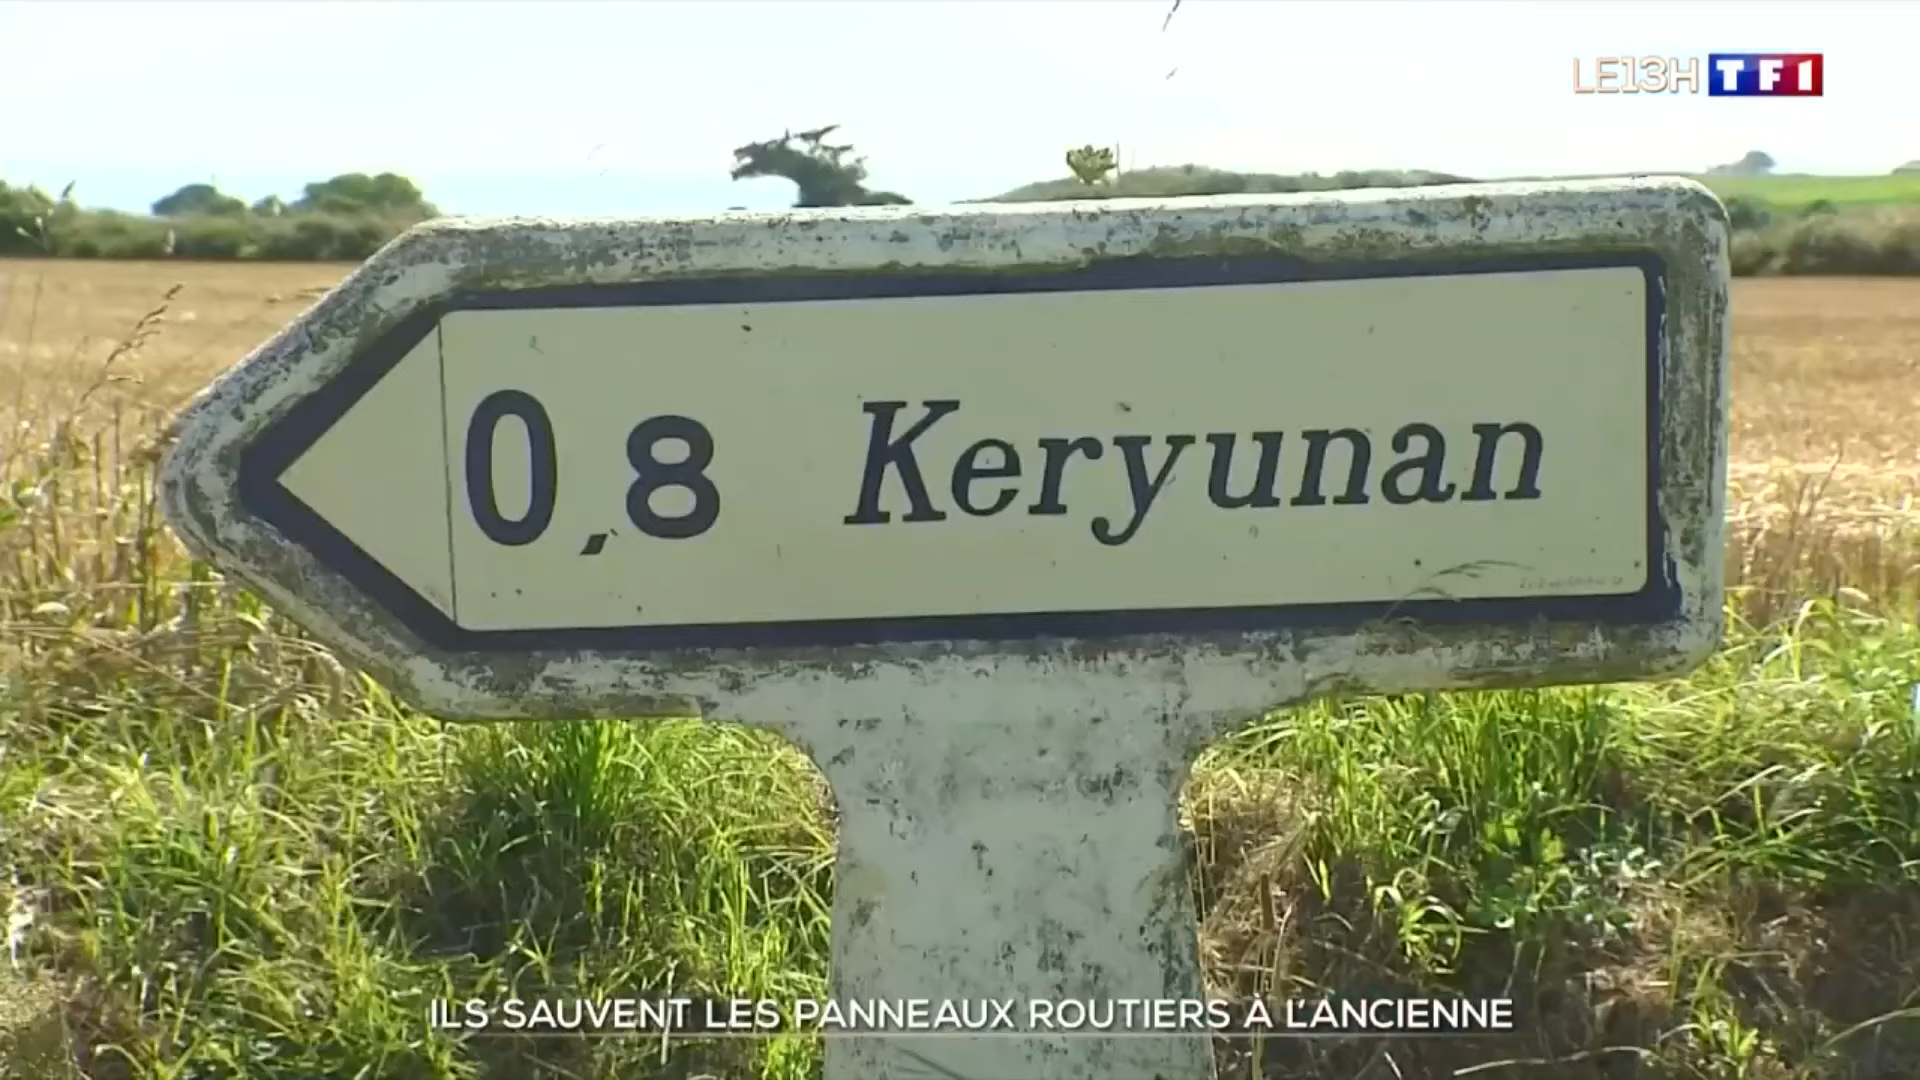 LE13H TF1
0,8 Keryunan
ILS SAUVENT LES PANNEAUX ROUTIERS À L'ANCIENNE